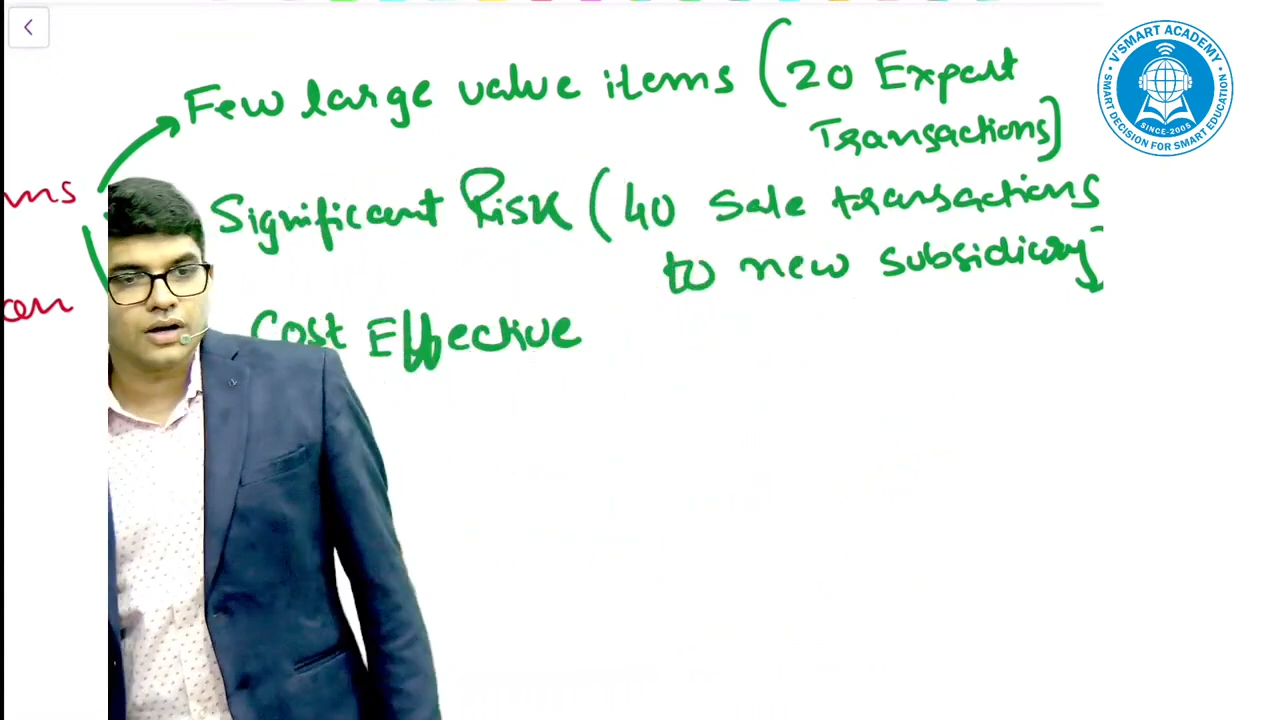 Few large value items (20 Export
Transactions)
ms
Significant Risk (40 Sale transactions
to new subsidiary)
Cost Effective
V'SMART ACADEMY
SINCE-2005
SMART DECISION FOR SMART EDUCATION